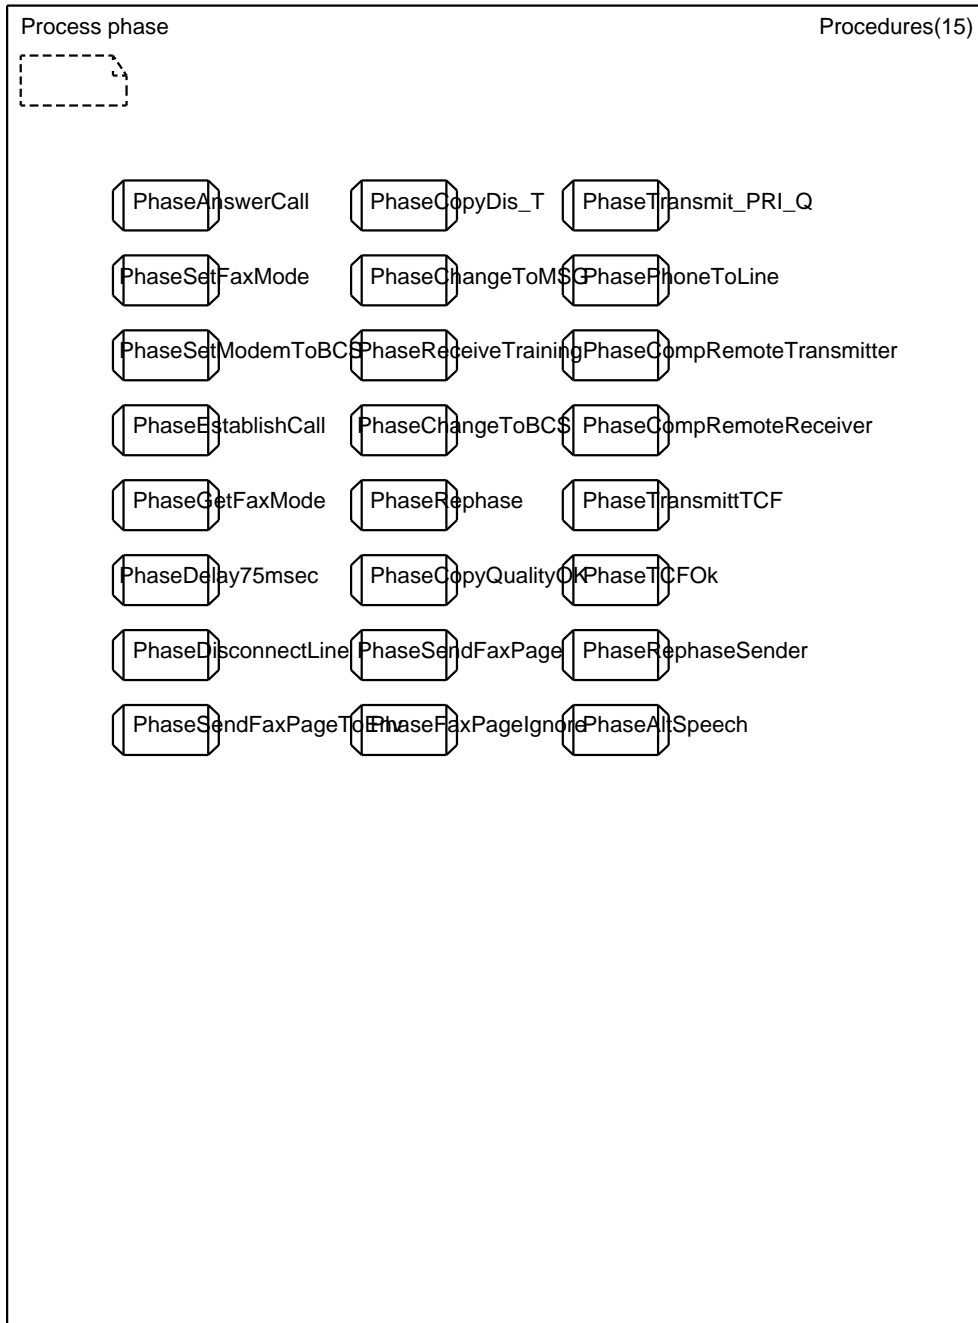 Process phase Procedures(15)
PhaseAnswerCall PhaseCopyDis_T PhaseTransmit_PRI_Q
PhaseSetFaxMode PhaseChangeToMSG PhasePhoneToLine
PhaseSetModemToBCS PhaseReceiveTraining PhaseCompRemoteTransmitter
PhaseEstablishCall PhaseChangeToBCS PhaseCompRemoteReceiver
PhaseGetFaxMode PhaseRephase PhaseTransmittTCF
PhaseDelay75msec PhaseCopyQualityOK PhaseTCFOk
PhaseDisconnectLine PhaseSendFaxPage PhaseRephaseSender
PhaseSendFaxPageToEnv PhaseFaxPageIgnore PhaseAltSpeech